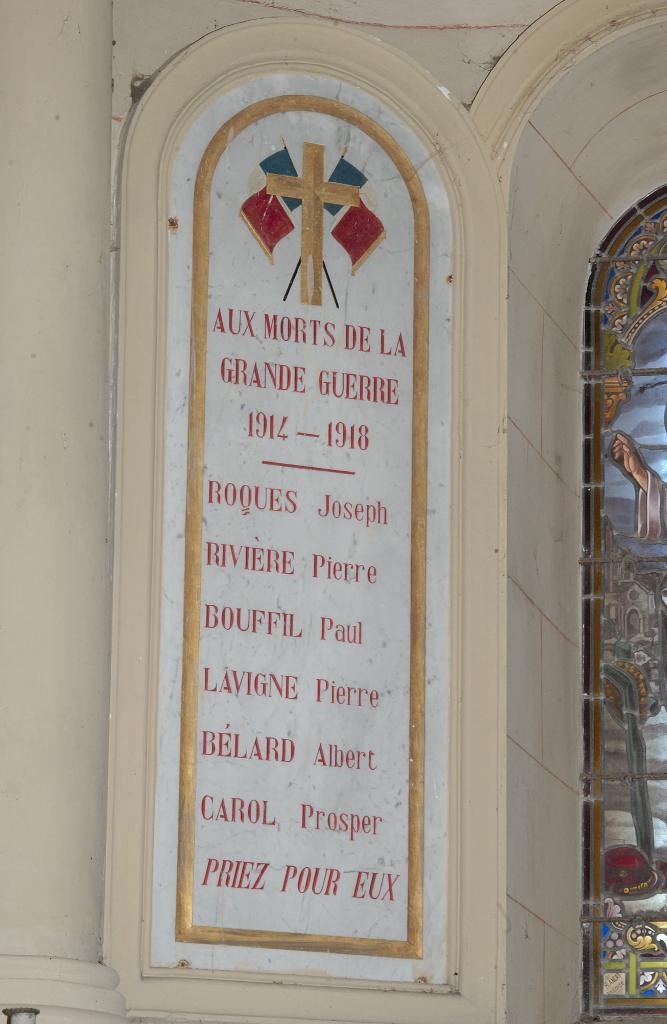 AUX MORTS DE LA
GRANDE GUERRE
1914 — 1918
ROQUES Joseph
RIVIÈRE Pierre
BOUFFIL Paul
LAVIGNE Pierre
BÉLARD Albert
CAROL Prosper
PRIEZ POUR EUX